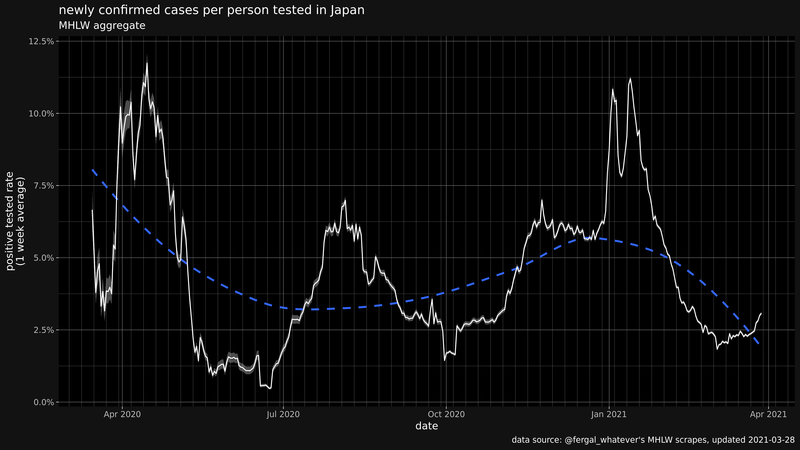 newly confirmed cases per person tested in Japan
MHLW aggregate
12.5%
10.0%
7.5%
5.0%
2.5%
0.0%
positive tested rate
(1 week average)
Apr 2020
Jul 2020
Oct 2020
Jan 2021
Apr 2021
date
data source: @fergal_whatever's MHLW scrapes, updated 2021-03-28